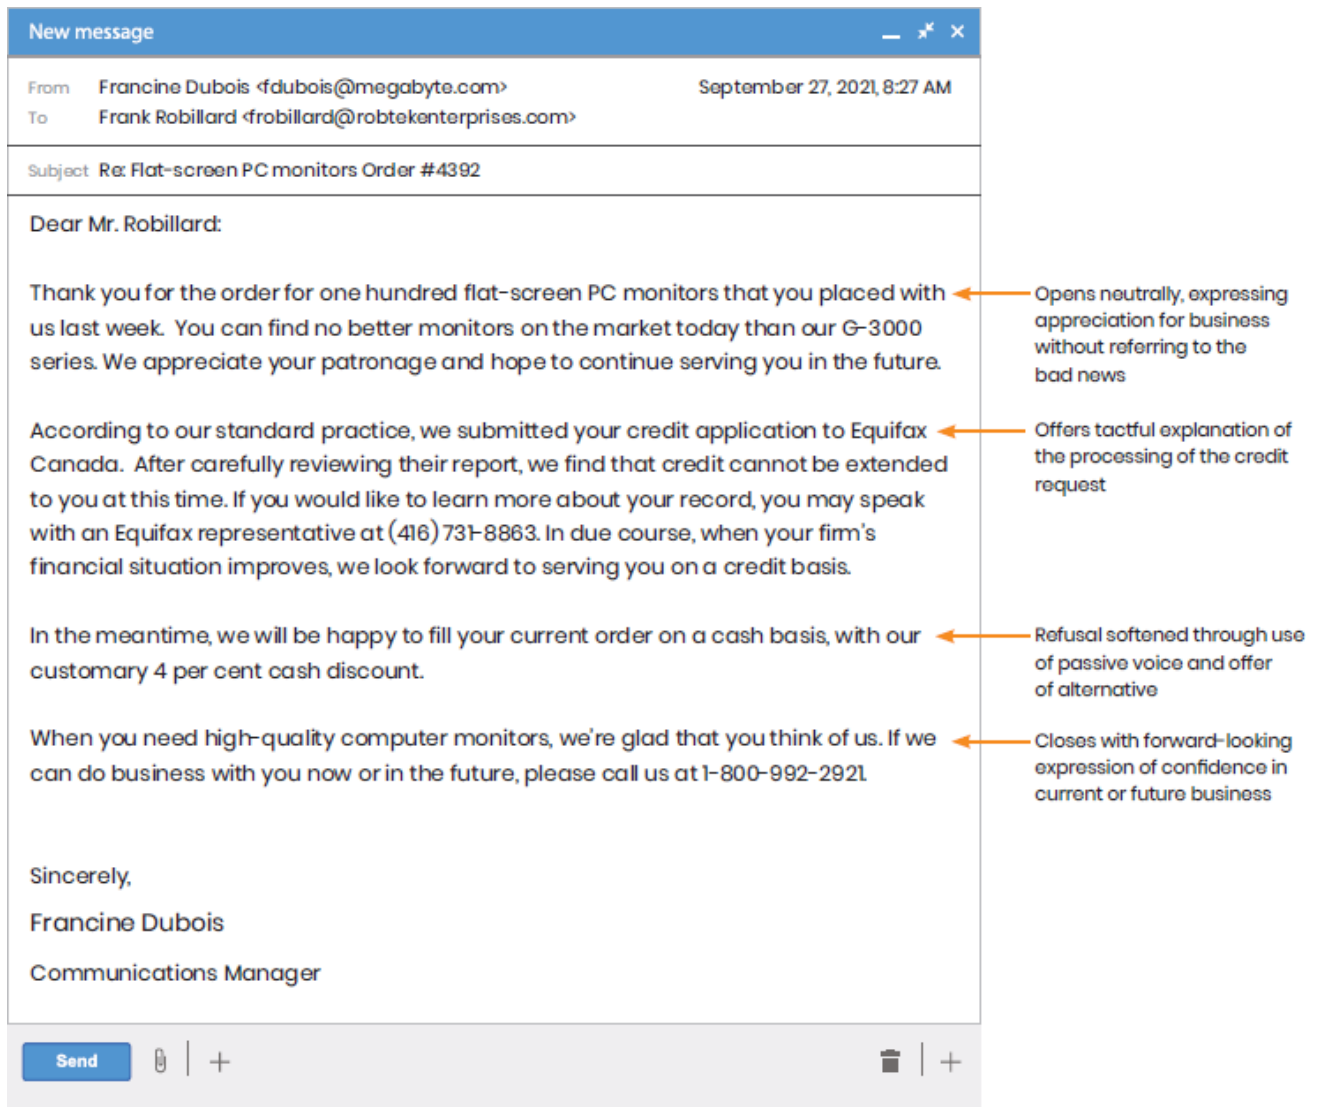 New message
From Francine Dubois <fdubois@megabyte.com> September 27, 2021, 8:27 AM
To Frank Robillard <frobillard@robtekenterprises.com>
Subject Re: Flat-screen PC monitors Order #4392
Dear Mr. Robillard:
Thank you for the order for one hundred flat-screen PC monitors that you placed with
us last week. You can find no better monitors on the market today than our G-3000
series. We appreciate your patronage and hope to continue serving you in the future.
Opens neutrally, expressing
appreciation for business
without referring to the
bad news
According to our standard practice, we submitted your credit application to Equifax
Canada. After carefully reviewing their report, we find that credit cannot be extended
to you at this time. If you would like to learn more about your record, you may speak
with an Equifax representative at (416) 731-8863. In due course, when your firm's
financial situation improves, we look forward to serving you on a credit basis.
Offers tactful explanation of
the processing of the credit
request
In the meantime, we will be happy to fill your current order on a cash basis, with our
customary 4 per cent cash discount.
Refusal softened through use
of passive voice and offer
of alternative
When you need high-quality computer monitors, we're glad that you think of us. If we
can do business with you now or in the future, please call us at 1-800-992-2921.
Closes with forward-looking
expression of confidence in
current or future business
Sincerely,
Francine Dubois
Communications Manager
Send